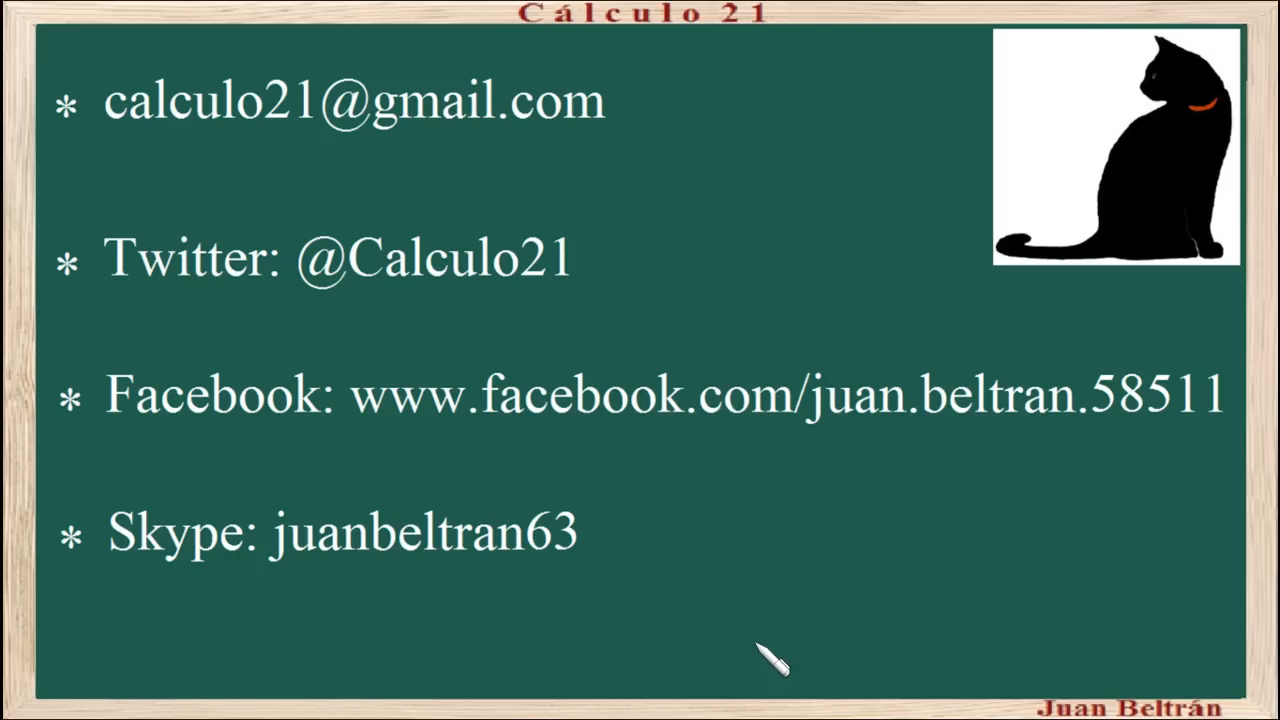 Cálculo 21
* calculo21@gmail.com
* Twitter: @Calculo21
* Facebook: www.facebook.com/juan.beltran.58511
* Skype: juanbeltran63
Juan Beltrán